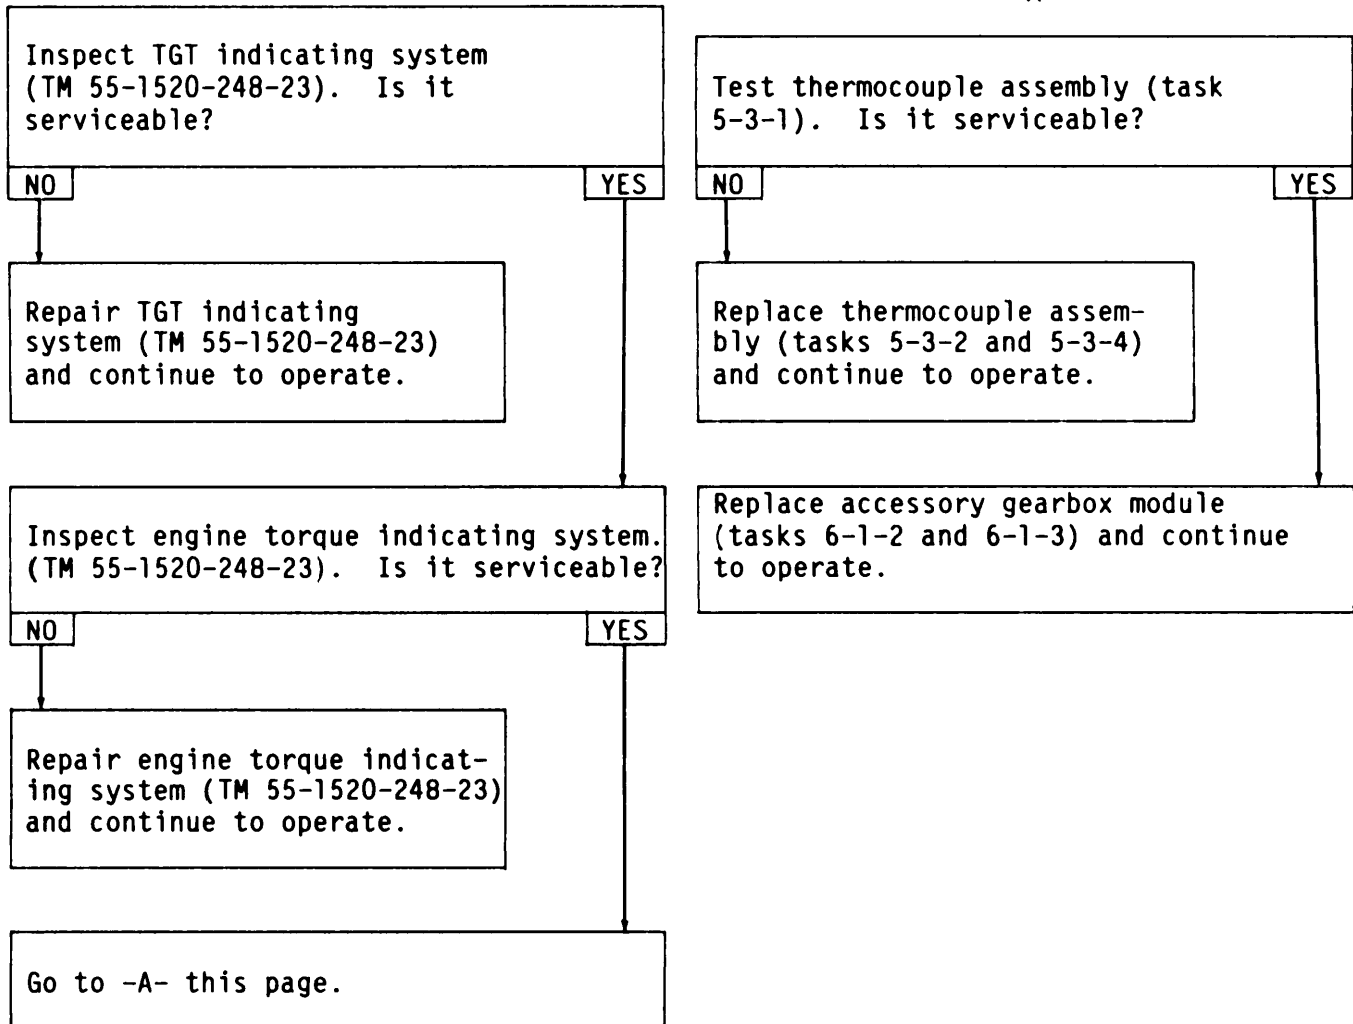 Inspect TGT indicating system
(TM 55-1520-248-23).  Is it
serviceable?
NO
YES
Repair TGT indicating
system (TM 55-1520-248-23)
and continue to operate.
Inspect engine torque indicating system.
(TM 55-1520-248-23).  Is it serviceable?
NO
YES
Repair engine torque indicat-
ing system (TM 55-1520-248-23)
and continue to operate.
Go to -A- this page.
Test thermocouple assembly (task
5-3-1).  Is it serviceable?
NO
YES
Replace thermocouple assem-
bly (tasks 5-3-2 and 5-3-4)
and continue to operate.
Replace accessory gearbox module
(tasks 6-1-2 and 6-1-3) and continue
to operate.